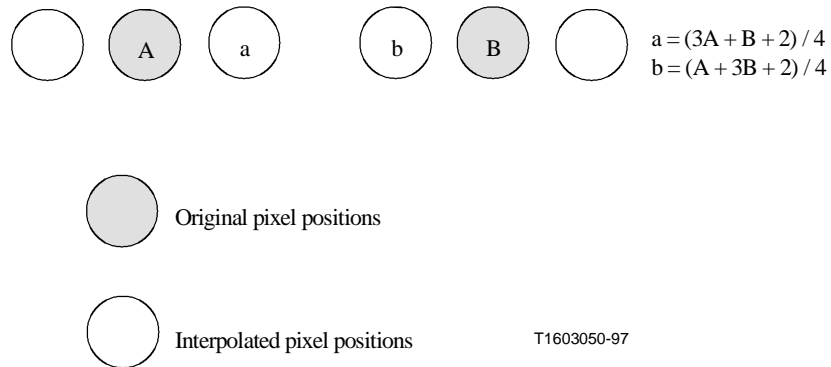 A a b B a = (3A + B + 2) / 4
b = (A + 3B + 2) / 4
Original pixel positions
Interpolated pixel positions T1603050-97